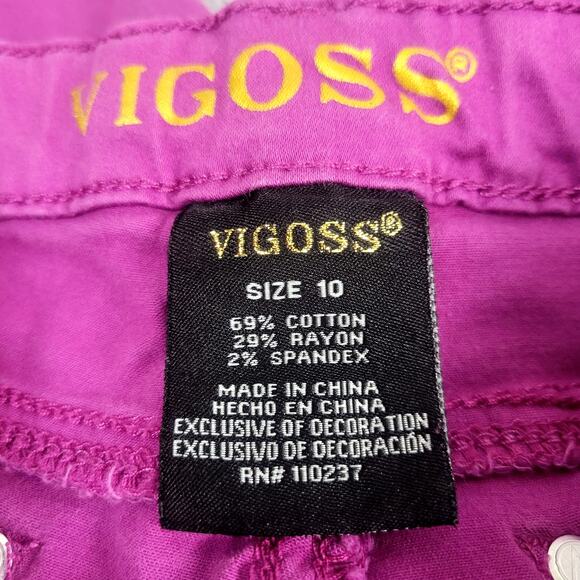 VIGOSS®
VIGOSS®
SIZE 10
69% COTTON
29% RAYON
2% SPANDEX
MADE IN CHINA
HECHO EN CHINA
EXCLUSIVE OF DECORATION
EXCLUSIVO DE DECORACIÓN
RN# 110237